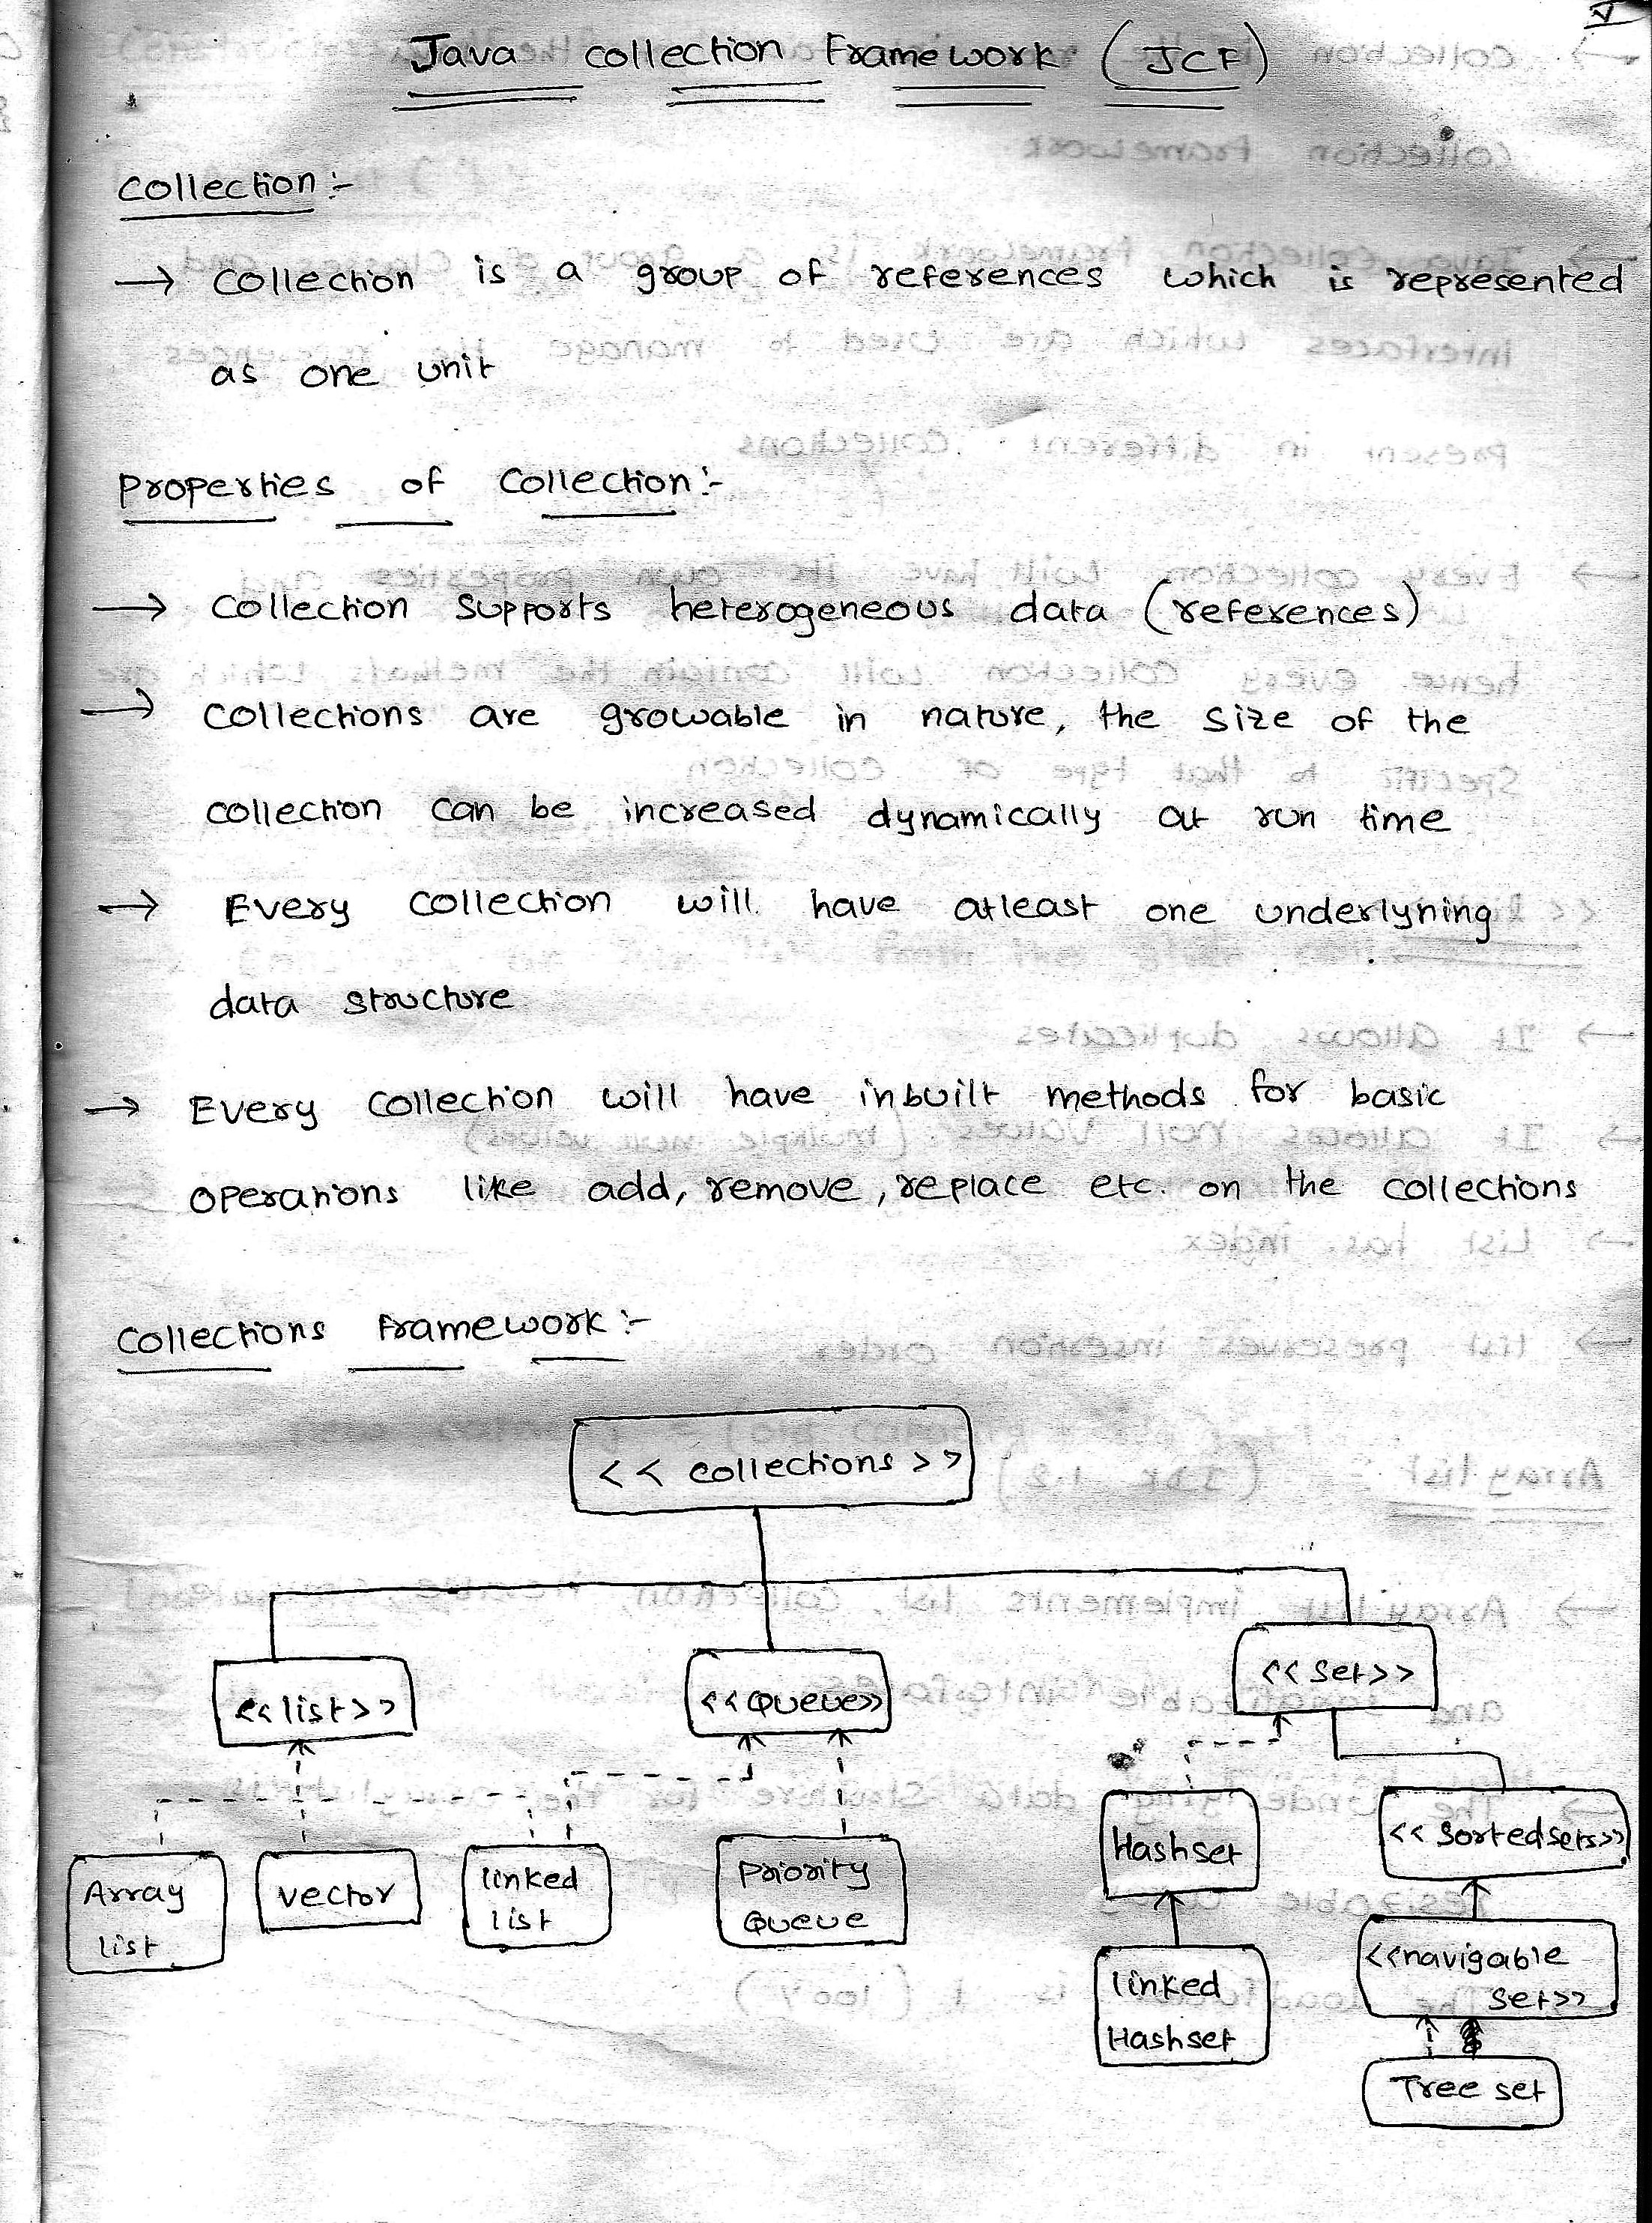 Java collection Framework (JCF)
Collection :-
→ Collection is a group of references which is represented
as one unit
Properties of Collection :-
→ Collection supports heterogeneous data (references)
→ Collections are growable in nature, the size of the
collection can be increased dynamically at run time
→ Every collection will have atleast one underlyning
data structure
→ Every collection will have inbuilt methods for basic
operations like add, remove, replace etc. on the collections
Collections Framework :-
<< collections >>
<<list>>
<<Queue>>
<<Set>>
Array
list
vector
linked
list
Priority
Queue
Hashset
<<Sortedsets>>
linked
Hashset
<<navigable
set>>
Tree set